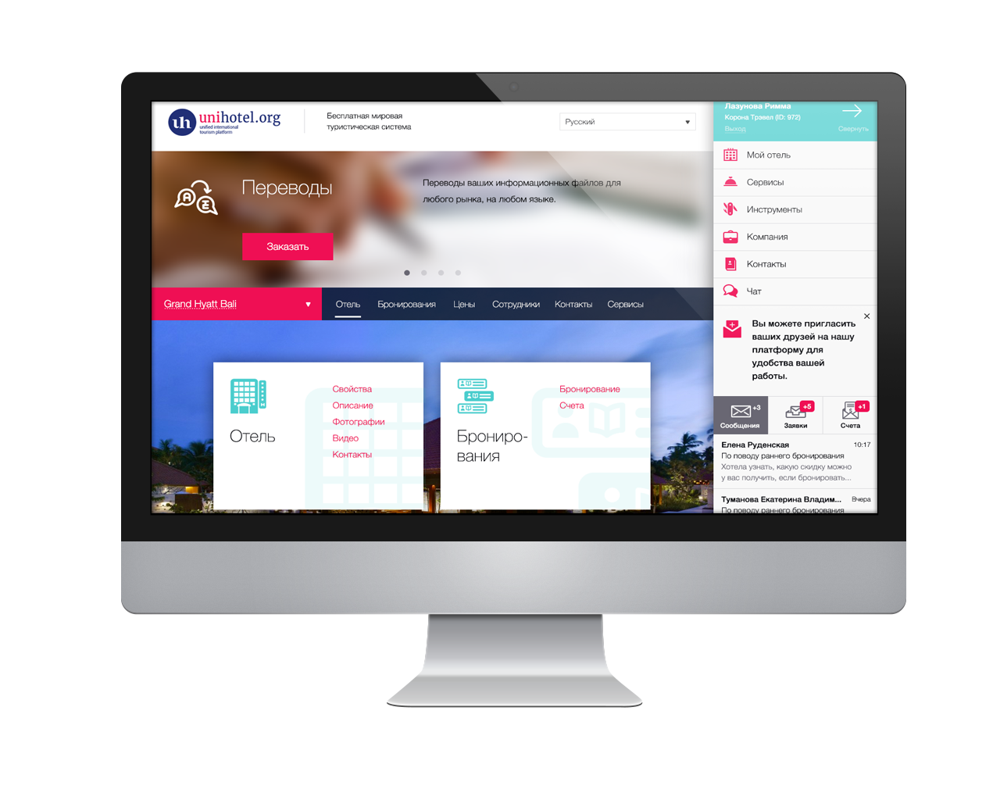 unihotel.org
unified international
tourism platform
Бесплатная мировая
туристическая система
Русский
Переводы
Переводы ваших информационных файлов для
любого рынка, на любом языке.
Заказать
Grand Hyatt Bali
Отель
Бронирования
Цены
Сотрудники
Контакты
Сервисы
Отель
Свойства
Описание
Фотографии
Видео
Контакты
Брониро-
вания
Бронирование
Счета
Лазунова Римма
Корона Трэвел (ID: 972)
Выход
Свернуть
Мой отель
Сервисы
Инструменты
Компания
Контакты
Чат
Вы можете пригласить
ваших друзей на нашу
платформу для
удобства вашей
работы.
+3
Сообщения
+5
Заявки
+1
Счета
Елена Руденская 10:17
По поводу раннего бронирования
Хотела узнать, какую скидку можно
у вас получить, если бронировать...
Туманова Екатерина Владим... Вчера
По поводу раннего бронирования